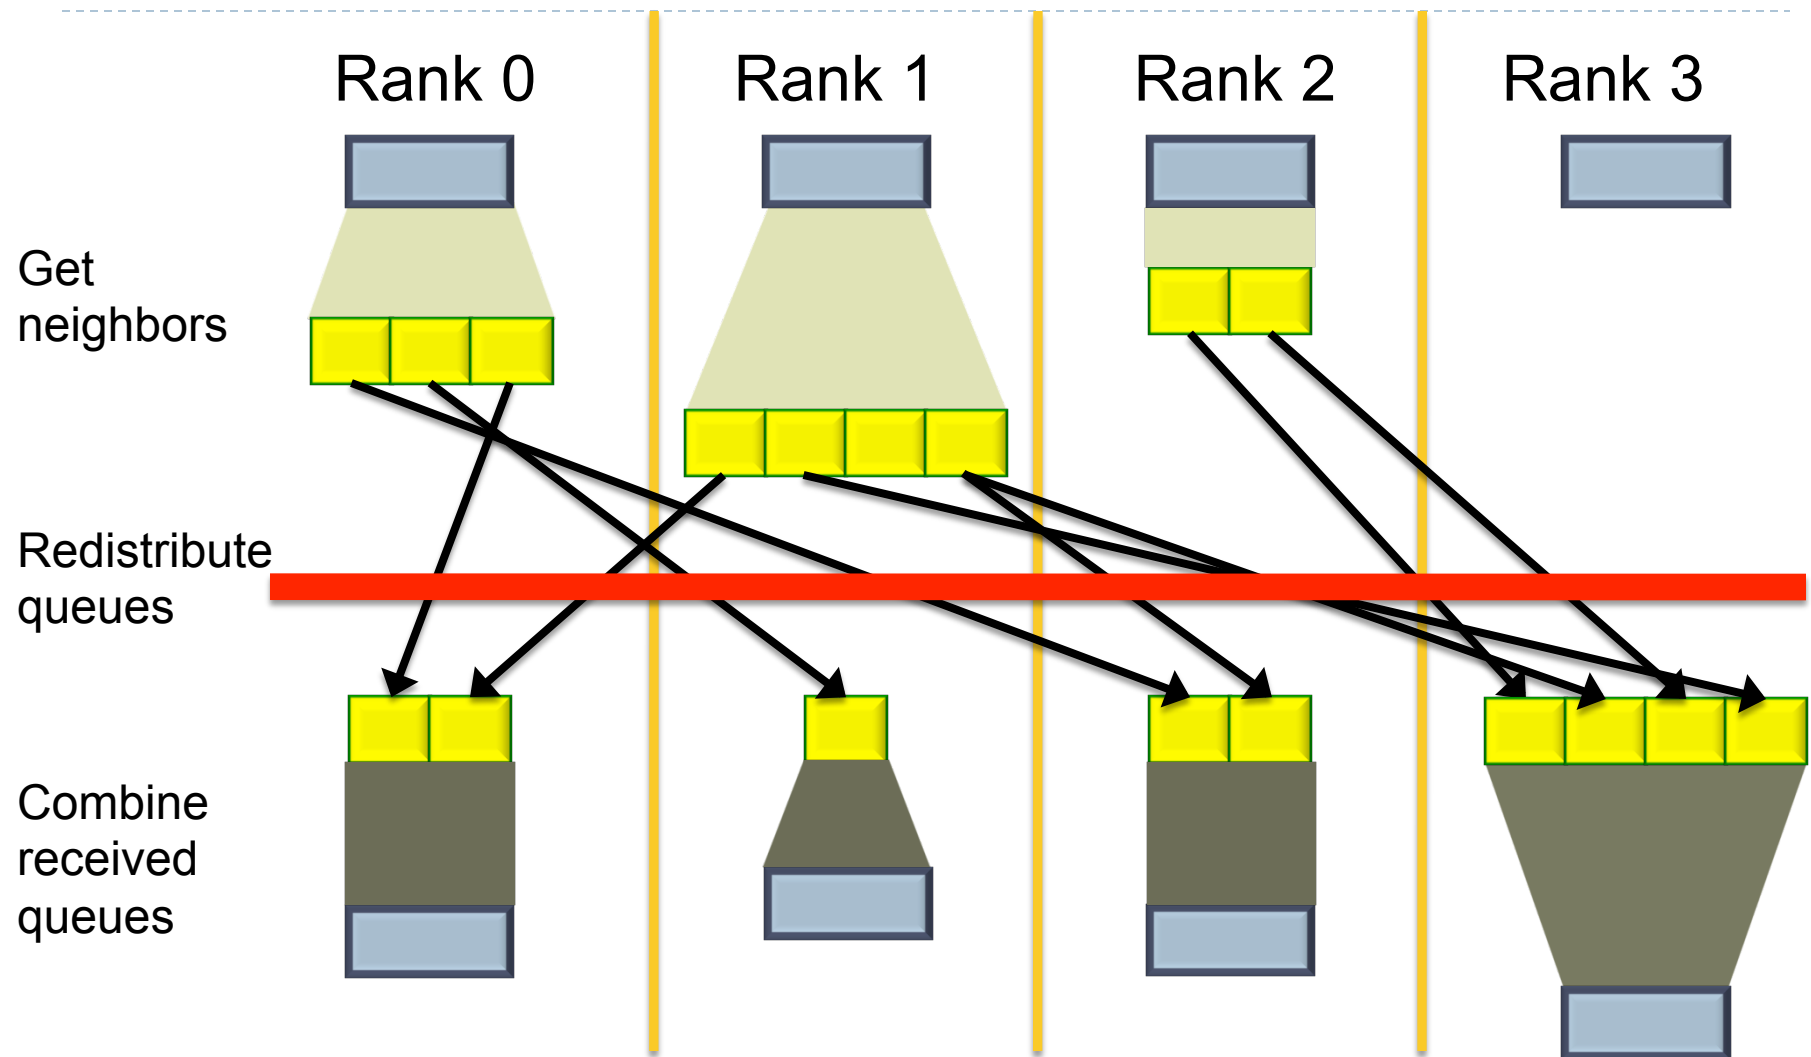 Rank 0
Rank 1
Rank 2
Rank 3
Get
neighbors
Redistribute
queues
Combine
received
queues